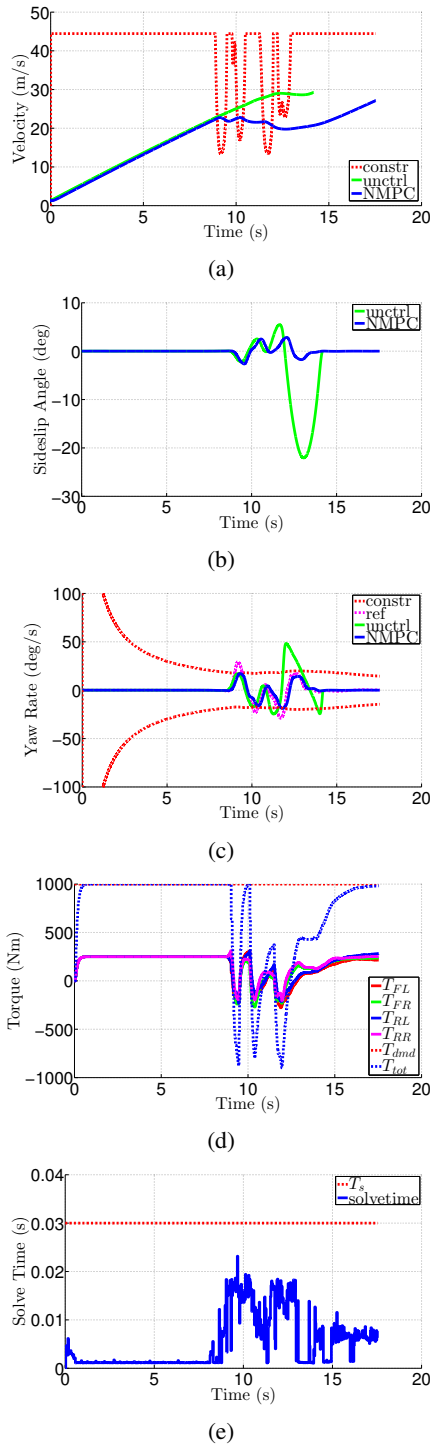 50
40
30
20
10
0
Velocity (m/s)
constr
unctrl
NMPC
0 5 10 15 20
Time (s)
(a)
10
0
−10
−20
−30
Sideslip Angle (deg)
unctrl
NMPC
0 5 10 15 20
Time (s)
(b)
100
50
0
−50
−100
Yaw Rate (deg/s)
constr
ref
unctrl
NMPC
0 5 10 15 20
Time (s)
(c)
1000
500
0
−500
−1000
Torque (Nm)
T_FL
T_FR
T_RL
T_RR
T_dmd
T_tot
0 5 10 15 20
Time (s)
(d)
0.04
0.03
0.02
0.01
0
Solve Time (s)
T_s
solvetime
0 5 10 15 20
Time (s)
(e)